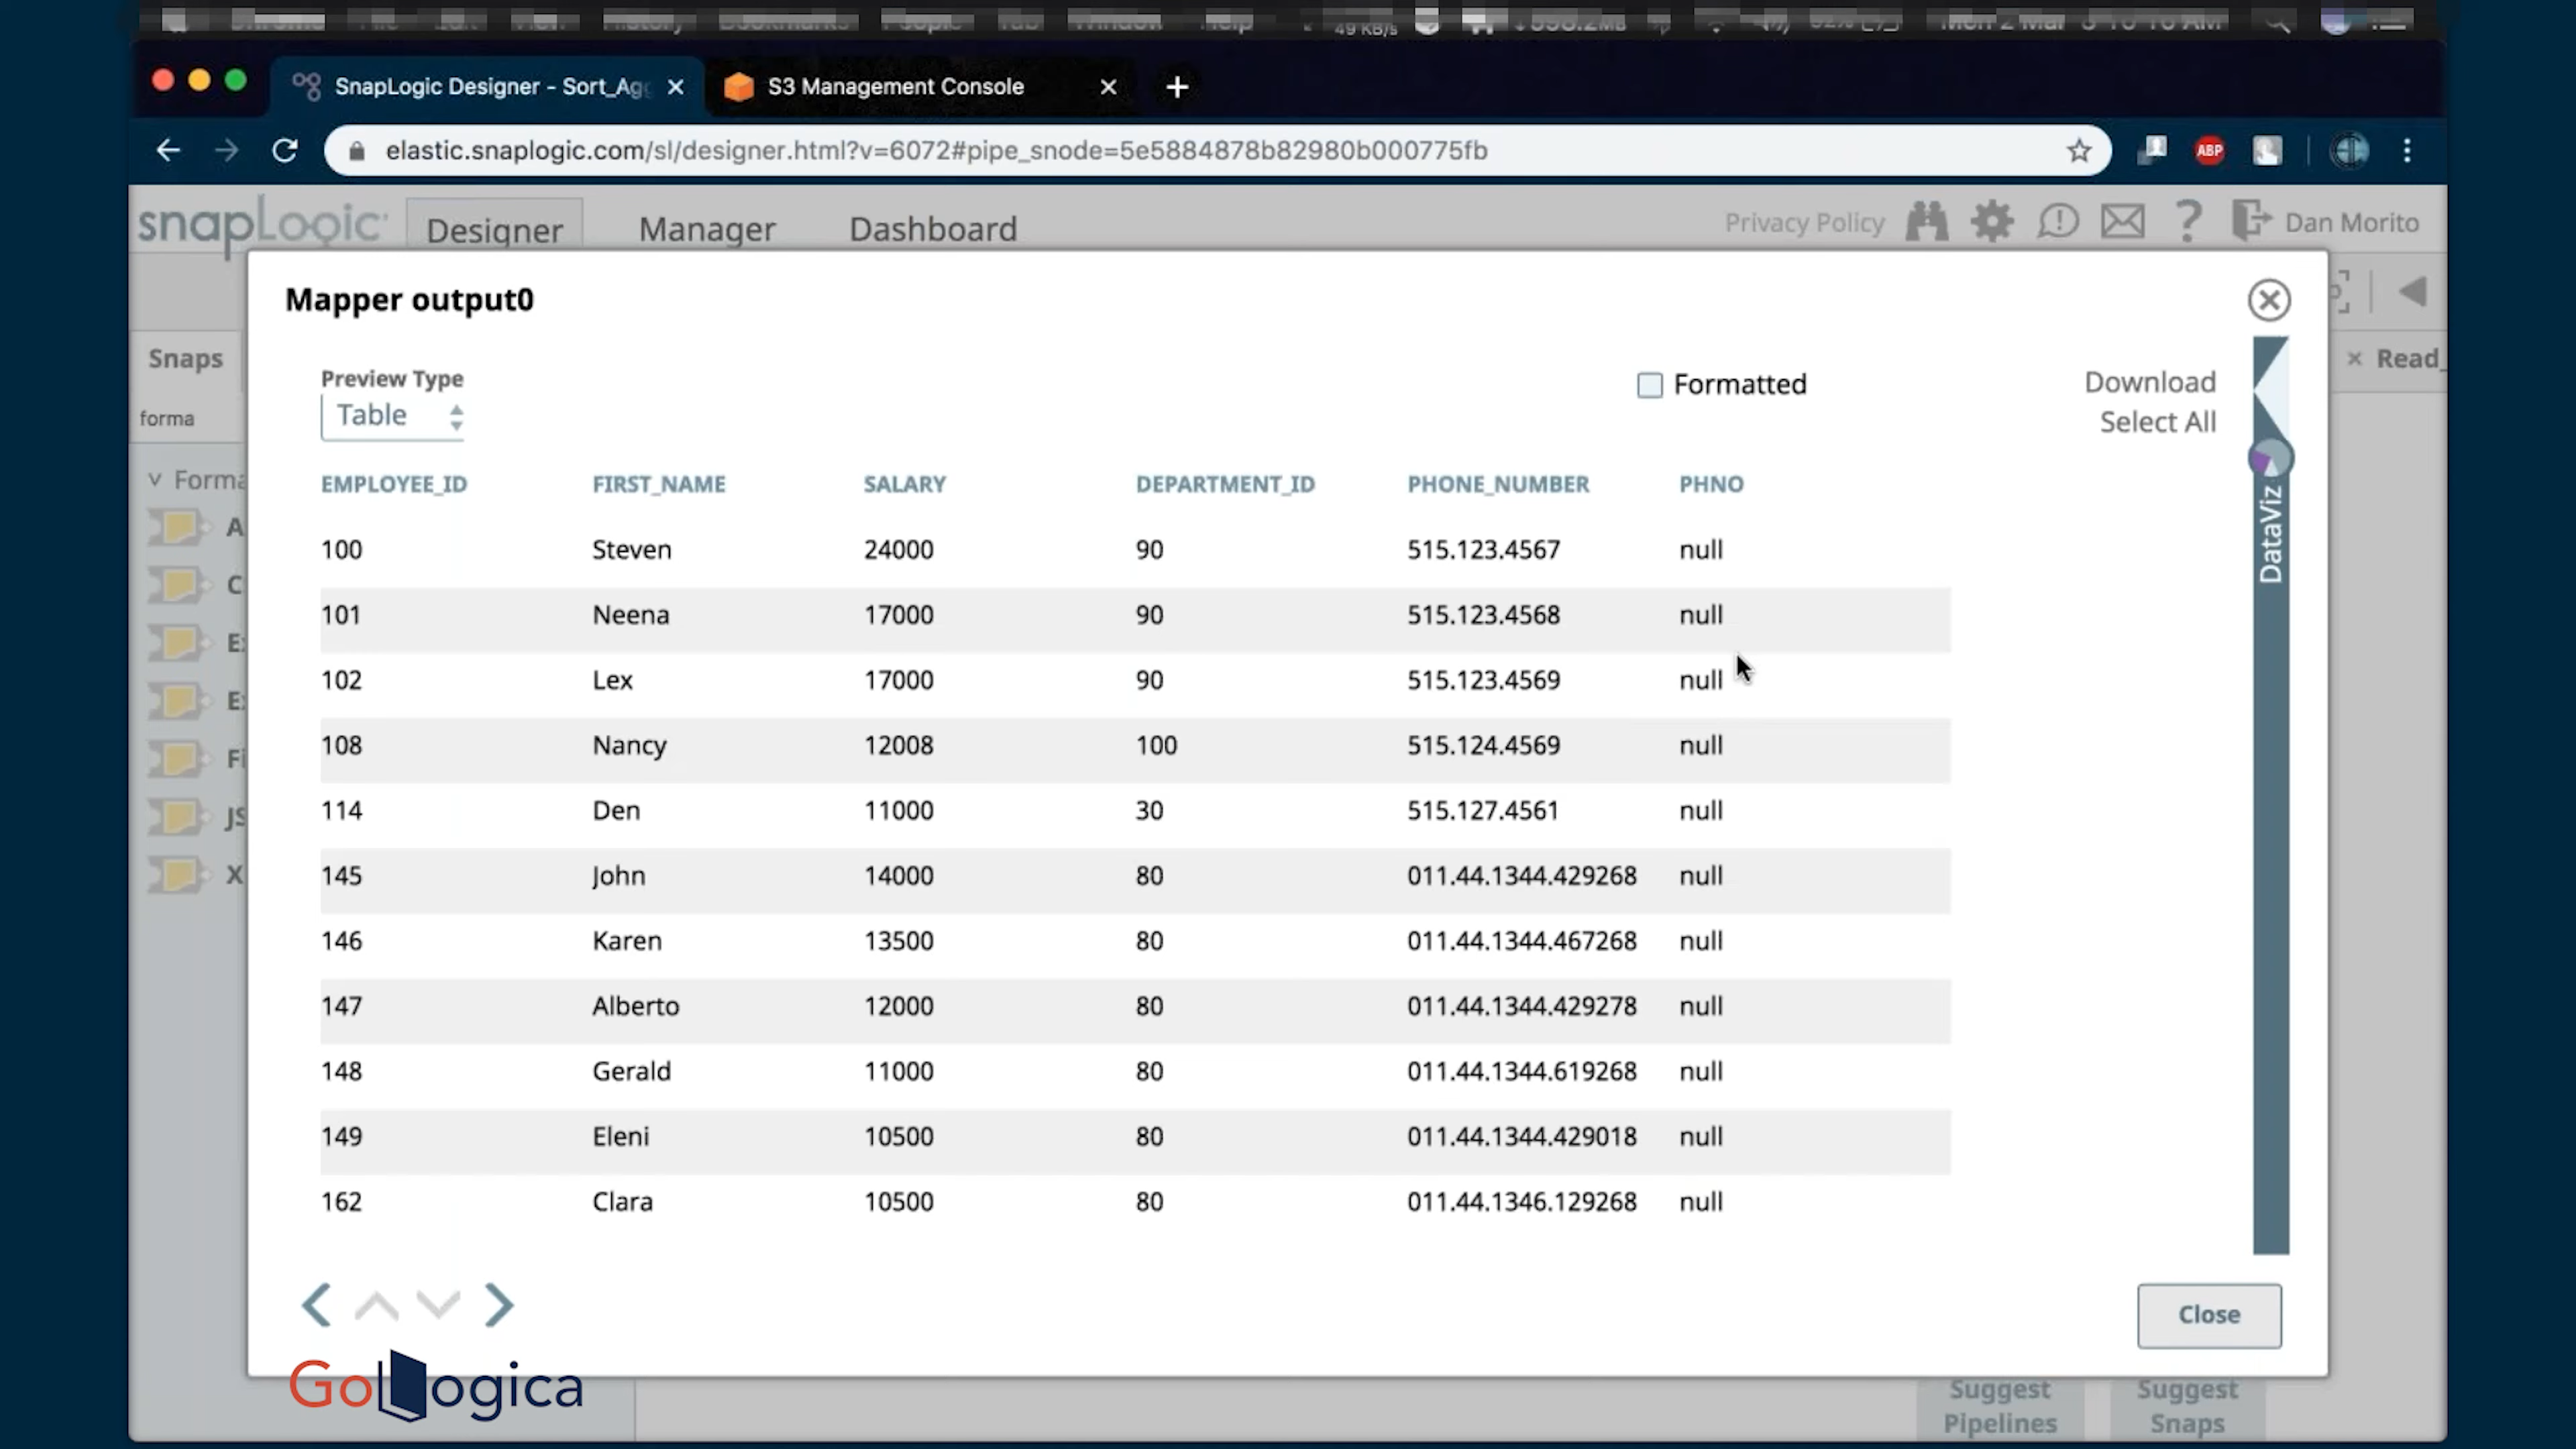 49 KB/s
SnapLogic Designer - Sort_Agg
S3 Management Console
elastic.snaplogic.com/sl/designer.html?v=6072#pipe_snode=5e5884878b82980b000775fb
ABP
snapLogic
Designer
Manager
Dashboard
Privacy Policy
Dan Morito
Mapper output0
Snaps
Read_
Preview Type
Formatted
Download
Table
Select All
forma
EMPLOYEE_ID FIRST_NAME SALARY DEPARTMENT_ID PHONE_NUMBER PHNO
Forma
DataViz
100 Steven 24000 90 515.123.4567 null
101 Neena 17000 90 515.123.4568 null
102 Lex 17000 90 515.123.4569 null
108 Nancy 12008 100 515.124.4569 null
114 Den 11000 30 515.127.4561 null
145 John 14000 80 011.44.1344.429268 null
146 Karen 13500 80 011.44.1344.467268 null
147 Alberto 12000 80 011.44.1344.429278 null
148 Gerald 11000 80 011.44.1344.619268 null
149 Eleni 10500 80 011.44.1344.429018 null
162 Clara 10500 80 011.44.1346.129268 null
Close
GoLogica
Suggest Pipelines
Suggest Snaps